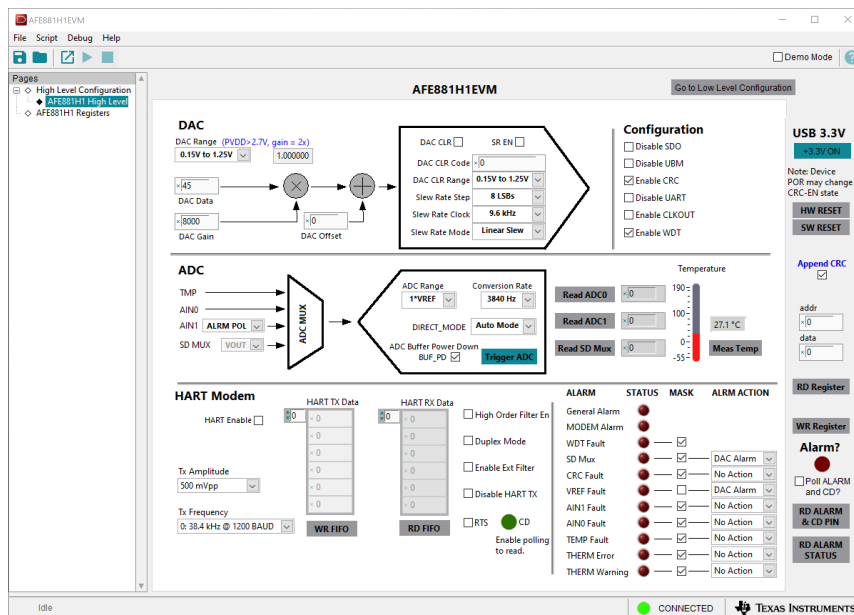 AFE881H1EVM
File Script Debug Help
Demo Mode
Pages
High Level Configuration
AFE881H1 High Level
AFE881H1 Registers
AFE881H1EVM
Go to Low Level Configuration
DAC
DAC Range (PVDD>2.7V, gain = 2x)
0.15V to 1.25V 1.000000
×45
DAC Data
×8000
DAC Gain
×0
DAC Offset
DAC CLR SR EN
DAC CLR Code ×0
DAC CLR Range 0.15V to 1.25V
Slew Rate Step 8 LSBs
Slew Rate Clock 9.6 kHz
Slew Rate Mode Linear Slew
Configuration
Disable SDO
Disable UBM
Enable CRC
Disable UART
Enable CLKOUT
Enable WDT
USB 3.3V
+3.3V ON
Note: Device
POR may change
CRC-EN state
HW RESET
SW RESET
Append CRC
addr
×0
data
×0
RD Register
WR Register
Alarm?
Poll ALARM
and CD?
RD ALARM
& CD PIN
RD ALARM
STATUS
ADC
TMP
AIN0
AIN1 ALRM POL
SD MUX VOUT
ADC MUX
ADC Range Conversion Rate
1*VREF 3840 Hz
DIRECT_MODE Auto Mode
ADC Buffer Power Down
BUF_PD Trigger ADC
Read ADC0 ×0
Read ADC1 ×0
Read SD Mux ×0
Temperature
190
100
0
-55
27.1 °C
Meas Temp
HART Modem
HART Enable
Tx Amplitude
500 mVpp
Tx Frequency
0: 38.4 kHz @ 1200 BAUD
HART TX Data
0 × 0
× 0
× 0
× 0
× 0
× 0
WR FIFO
HART RX Data
0 × 0
× 0
× 0
× 0
× 0
× 0
RD FIFO
High Order Filter En
Duplex Mode
Enable Ext Filter
Disable HART TX
RTS CD
Enable polling
to read.
ALARM STATUS MASK ALRM ACTION
General Alarm
MODEM Alarm
WDT Fault
SD Mux DAC Alarm
CRC Fault No Action
VREF Fault DAC Alarm
AIN1 Fault No Action
AIN0 Fault No Action
TEMP Fault No Action
THERM Error No Action
THERM Warning No Action
Idle
CONNECTED
TEXAS INSTRUMENTS